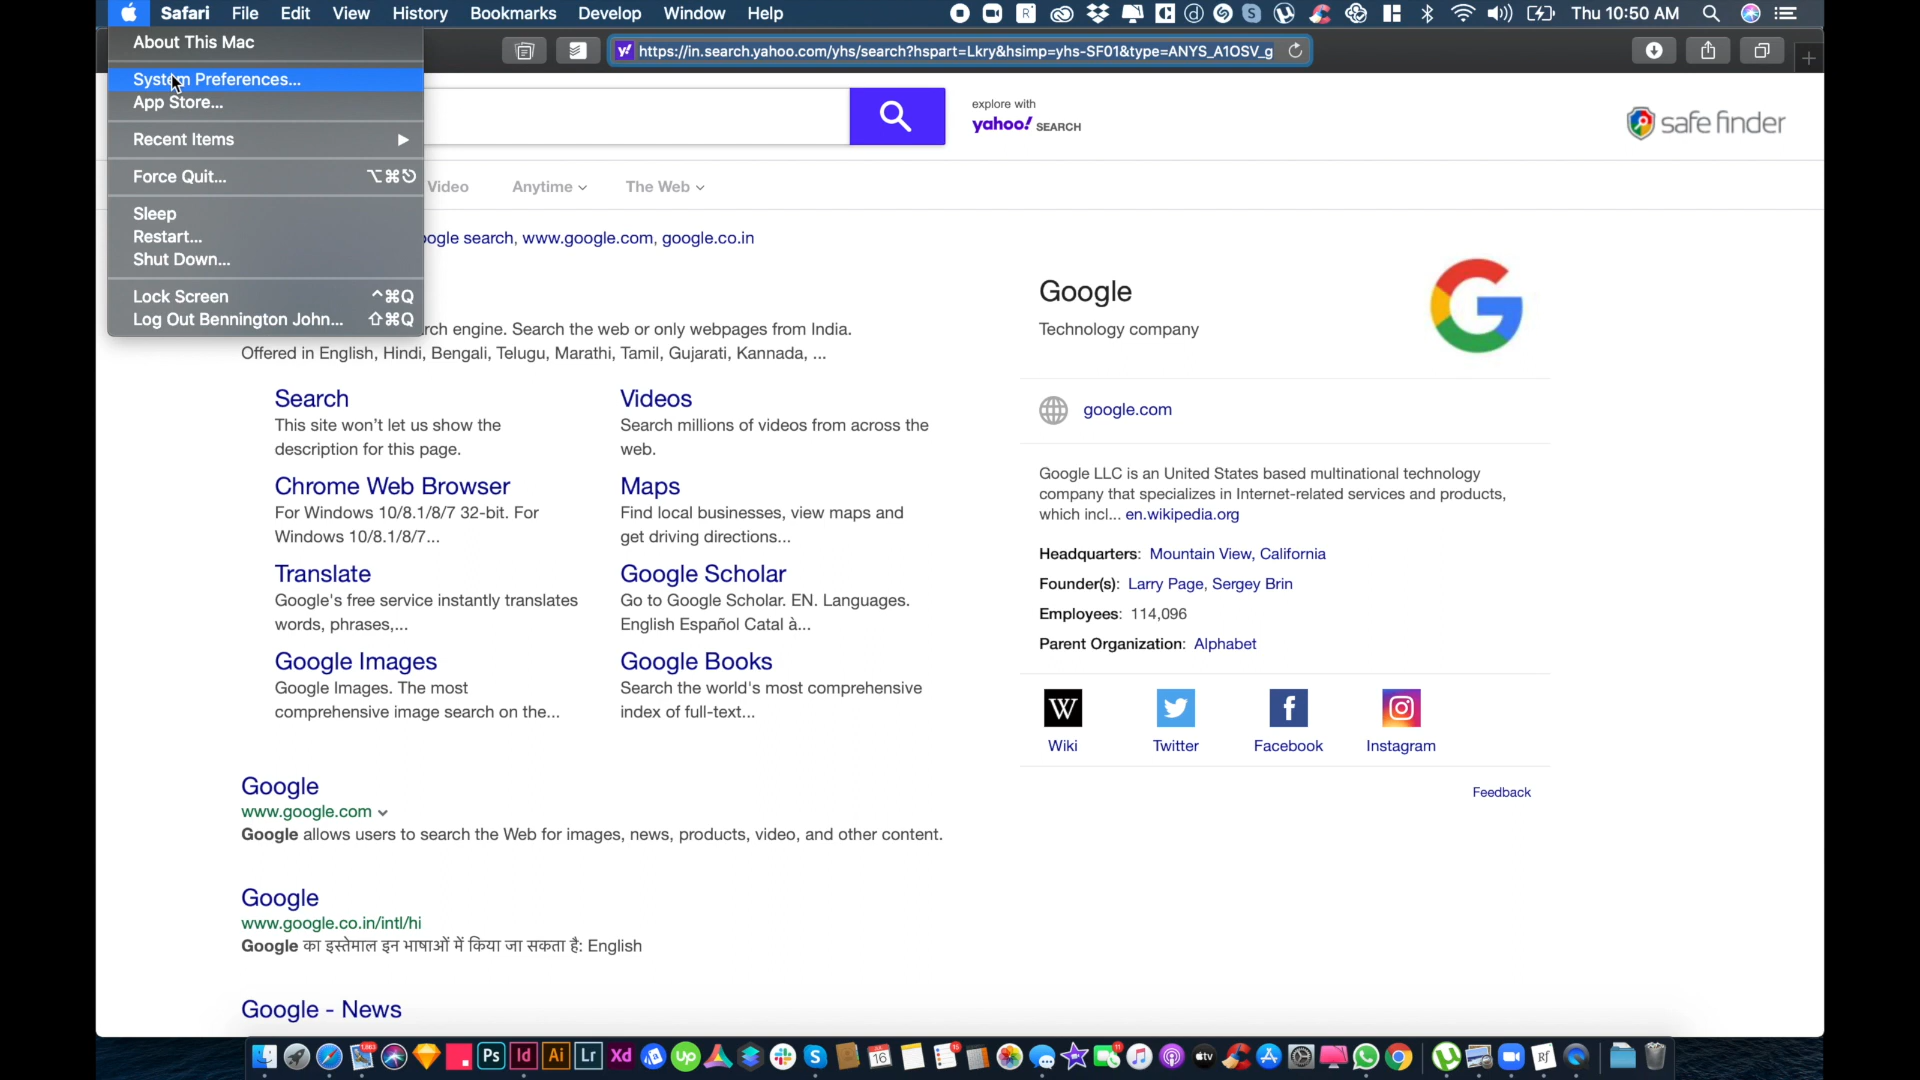 Safari File Edit View History Bookmarks Develop Window Help
Thu 10:50 AM
About This Mac
System Preferences...
App Store...
Recent Items
Force Quit... ⌥⌘⎋
Sleep
Restart...
Shut Down...
Lock Screen ^⌘Q
Log Out Bennington John... ⇧⌘Q
https://in.search.yahoo.com/yhs/search?hspart=Lkry&hsimp=yhs-SF01&type=ANYS_A1OSV_g
explore with
yahoo! SEARCH
safe finder
Video Anytime The Web
oogle search, www.google.com, google.co.in
rch engine. Search the web or only webpages from India.
Offered in English, Hindi, Bengali, Telugu, Marathi, Tamil, Gujarati, Kannada, ...
Search
This site won't let us show the
description for this page.
Videos
Search millions of videos from across the
web.
Chrome Web Browser
For Windows 10/8.1/8/7 32-bit. For
Windows 10/8.1/8/7...
Maps
Find local businesses, view maps and
get driving directions...
Translate
Google's free service instantly translates
words, phrases,...
Google Scholar
Go to Google Scholar. EN. Languages.
English Español Catal à...
Google Images
Google Images. The most
comprehensive image search on the...
Google Books
Search the world's most comprehensive
index of full-text...
Google
www.google.com
Google allows users to search the Web for images, news, products, video, and other content.
Google
www.google.co.in/intl/hi
Google का इस्तेमाल इन भाषाओं में किया जा सकता है: English
Google - News
Google
Technology company
google.com
Google LLC is an United States based multinational technology
company that specializes in Internet-related services and products,
which incl... en.wikipedia.org
Headquarters: Mountain View, California
Founder(s): Larry Page, Sergey Brin
Employees: 114,096
Parent Organization: Alphabet
W
Wiki Twitter Facebook Instagram
Feedback
Ps Id Ai Lr Xd Up 16 tv Rf